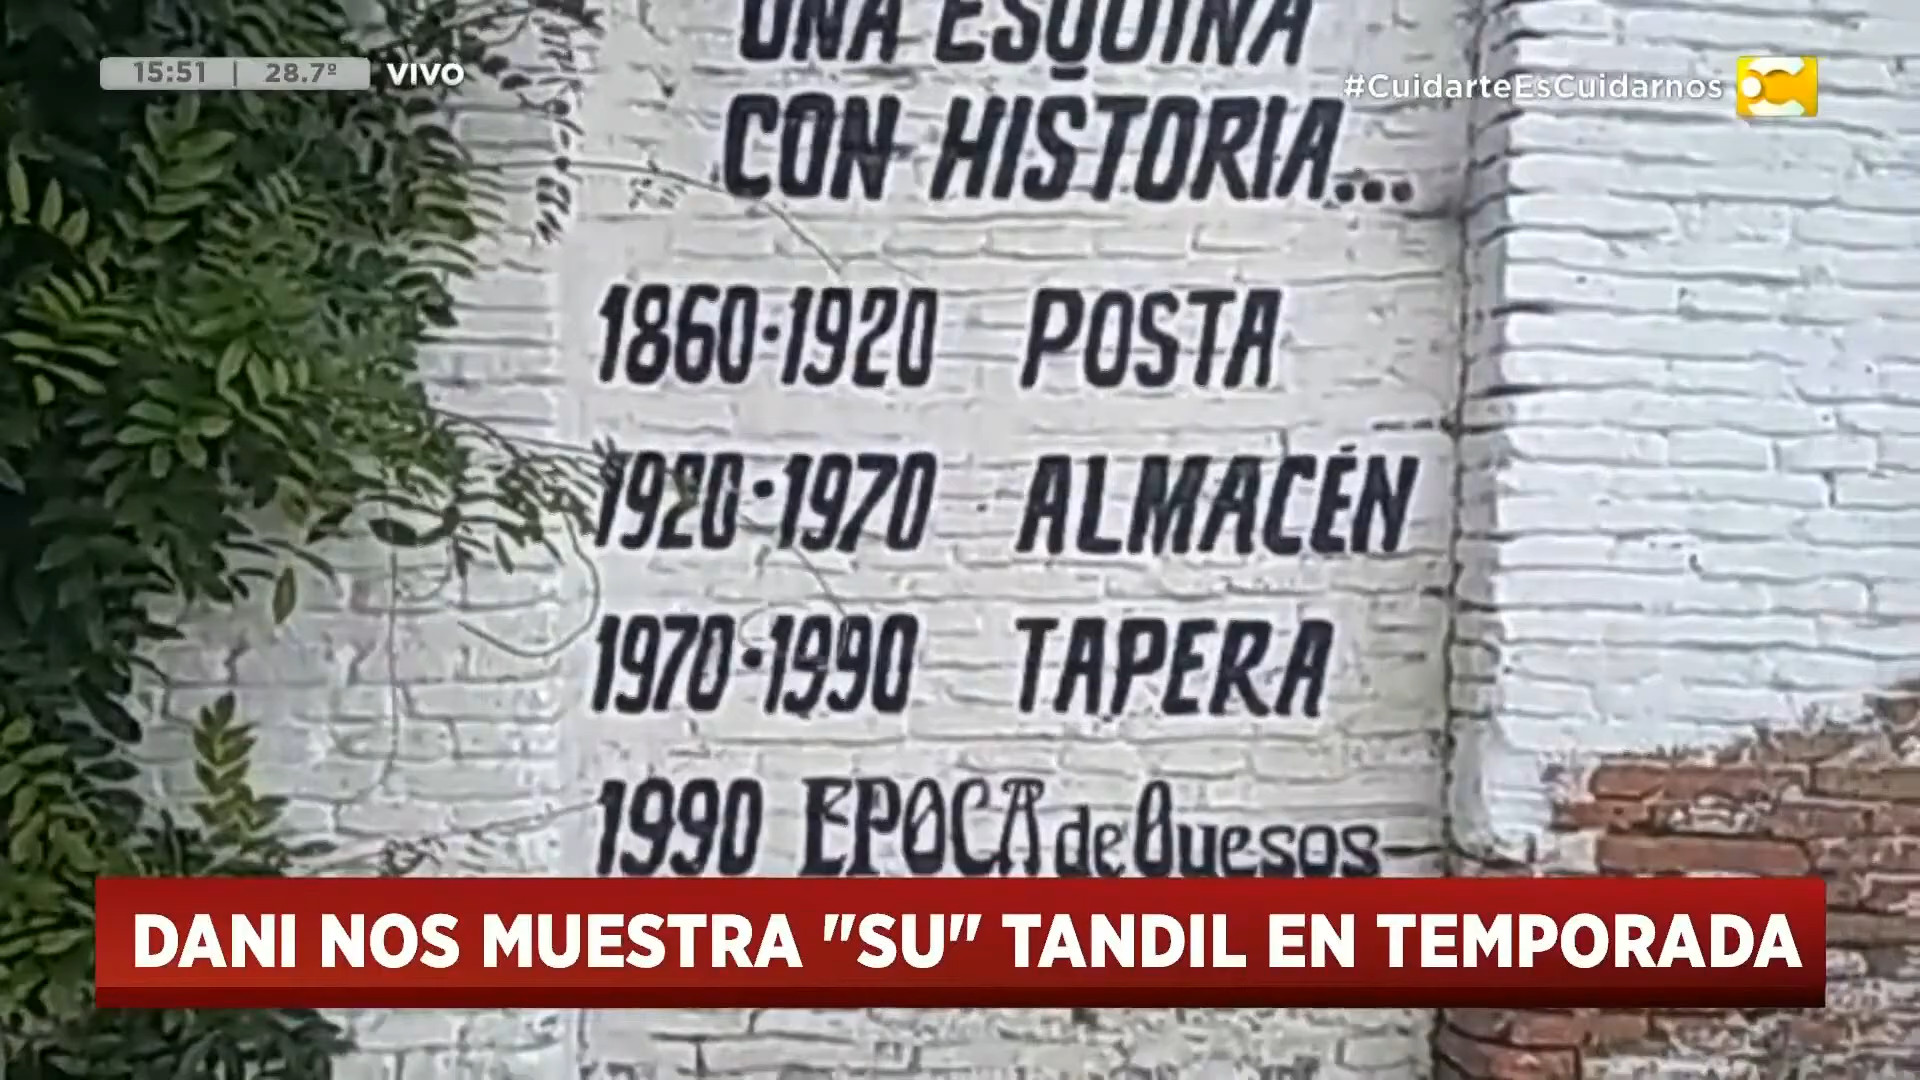 15:51 | 28.7º VIVO
#CuidarteEsCuidarnos
UNA ESQUINA
CON HISTORIA...
1860·1920 POSTA
1920·1970 ALMACÉN
1970·1990 TAPERA
1990 EPOCA de Quesos
DANI NOS MUESTRA "SU" TANDIL EN TEMPORADA